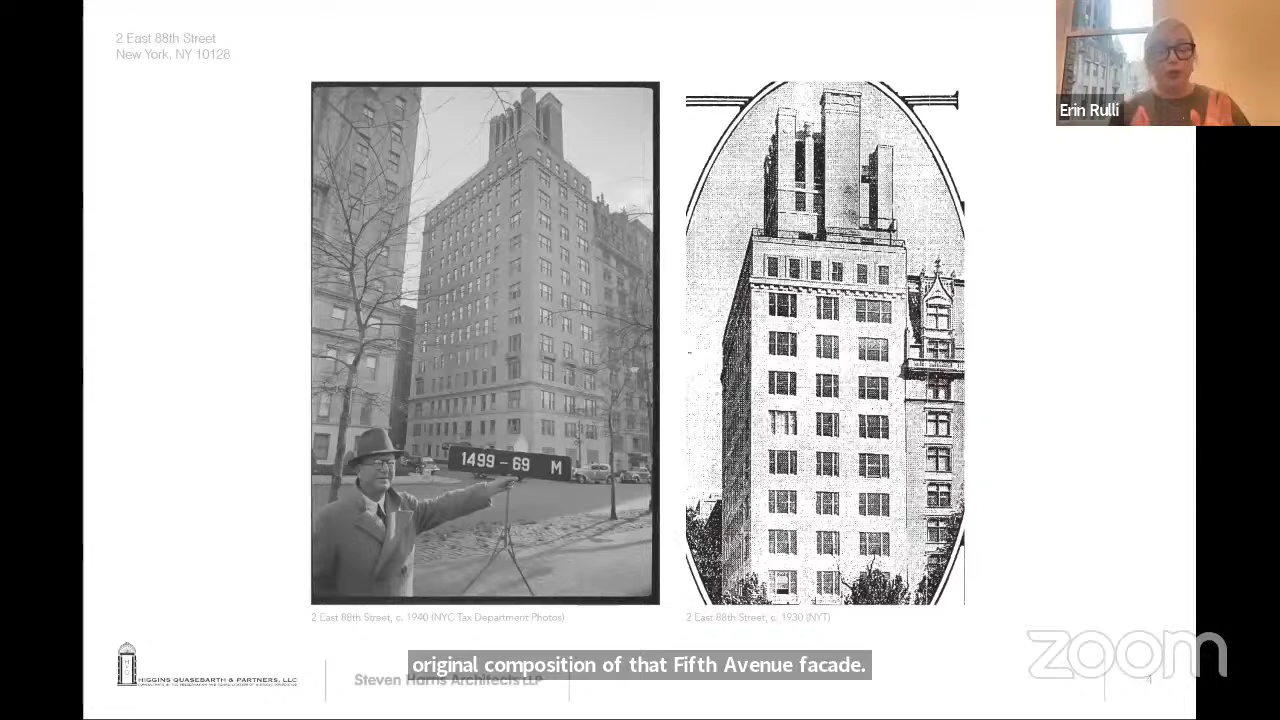 2 East 88th Street
New York, NY 10128
Erin Rulli
1499-69 M
2 East 88th Street, c. 1940 (NYC Tax Department Photos)
2 East 88th Street, c. 1930 (NYT)
HIGGINS QUASEBARTH & PARTNERS, LLC
Steven Harris Architects LLP
original composition of that Fifth Avenue facade.
zoom